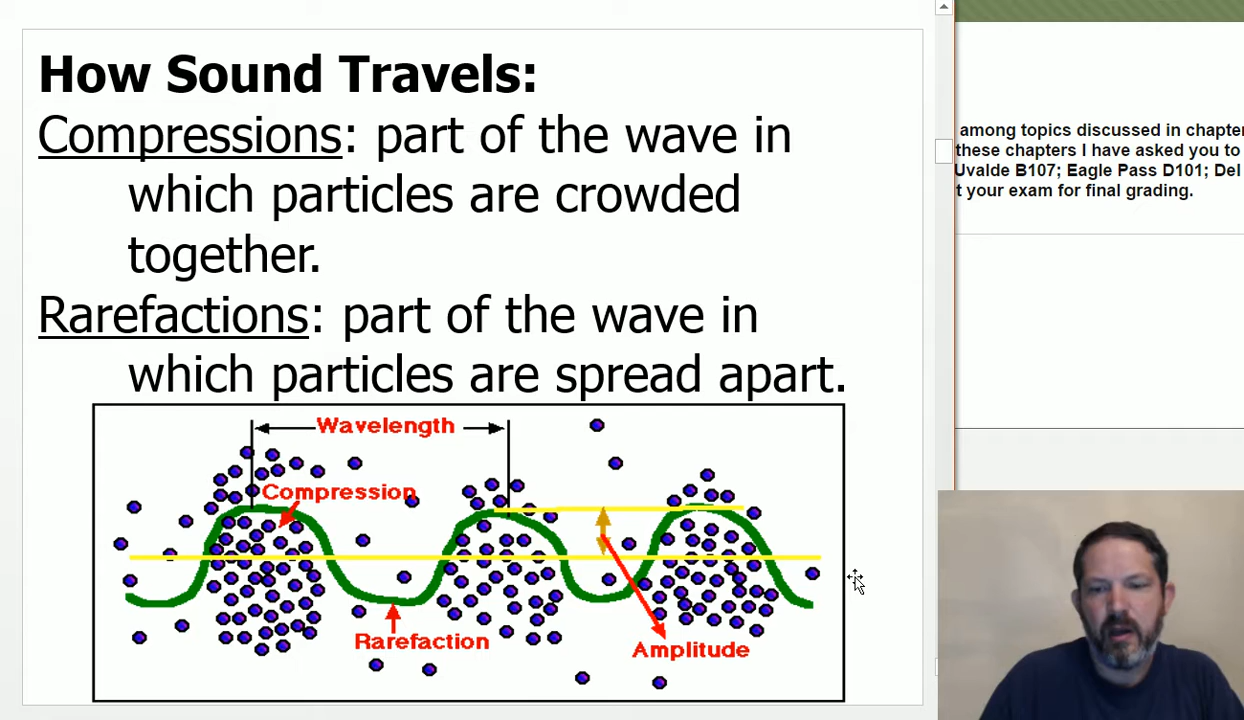 How Sound Travels:
Compressions: part of the wave in
which particles are crowded
together.
Rarefactions: part of the wave in
which particles are spread apart.
Wavelength
Compression
Rarefaction
Amplitude
among topics discussed in chapter
these chapters I have asked you to
Uvalde B107; Eagle Pass D101; Del
t your exam for final grading.